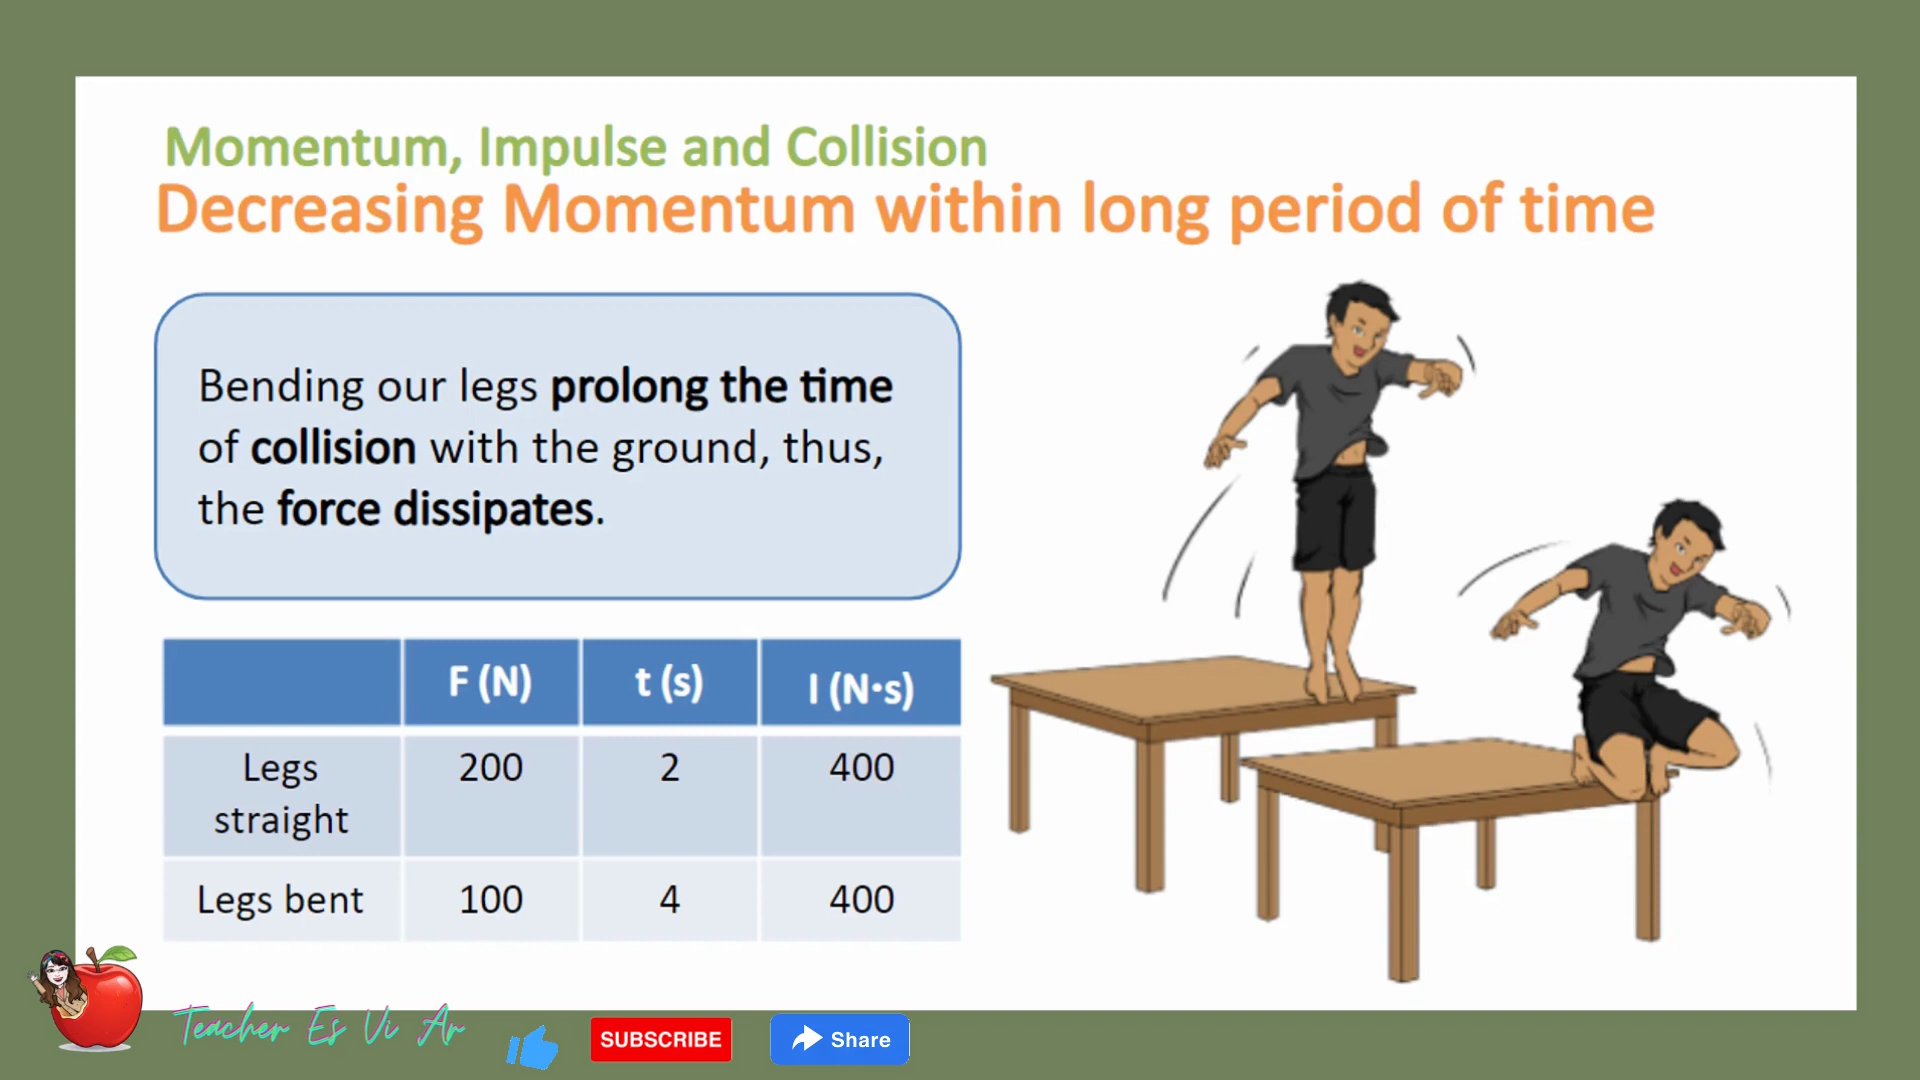 Momentum, Impulse and Collision
Decreasing Momentum within long period of time
Bending our legs prolong the time
of collision with the ground, thus,
the force dissipates.
F (N) t (s) I (N·s)
Legs straight 200 2 400
Legs bent 100 4 400
Teacher Es Vi Ar
SUBSCRIBE
Share